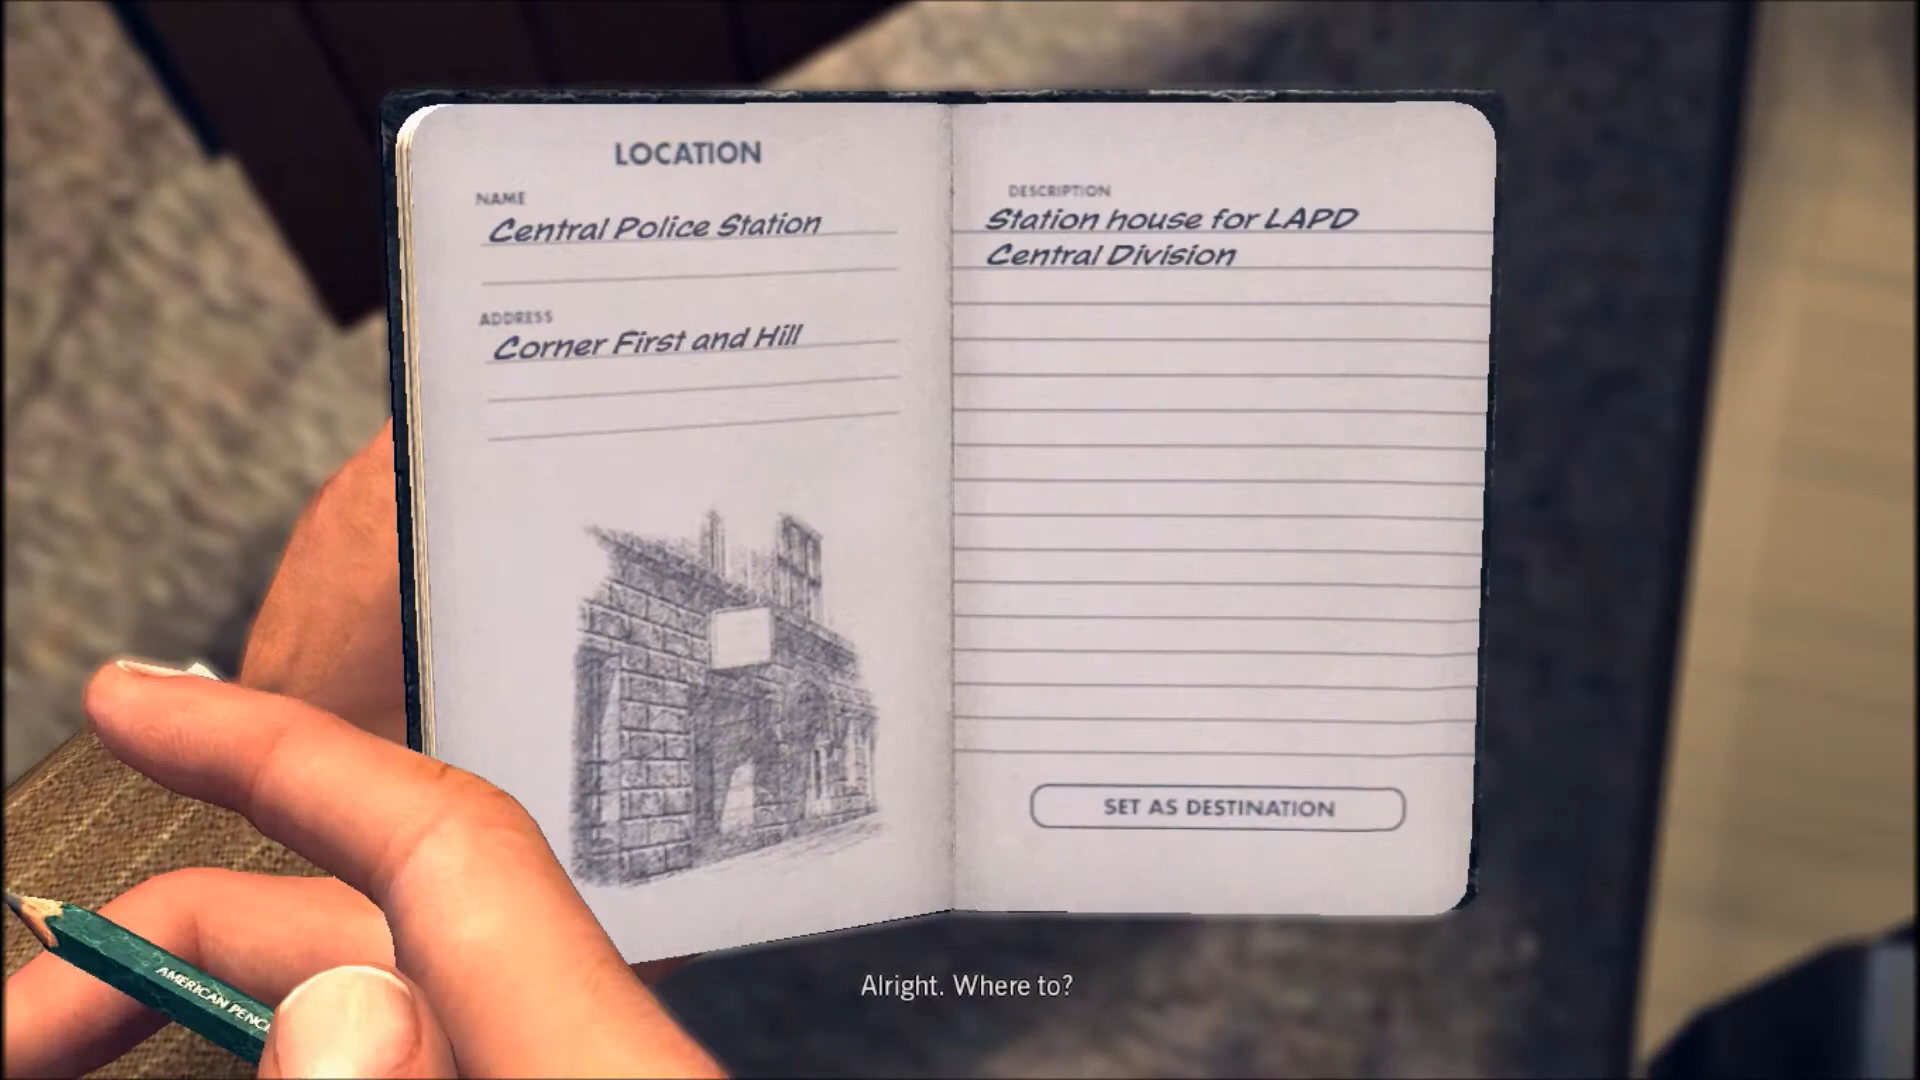 LOCATION
NAME
Central Police Station
ADDRESS
Corner First and Hill
DESCRIPTION
Station house for LAPD
Central Division
SET AS DESTINATION
AMERICAN PENC
Alright. Where to?